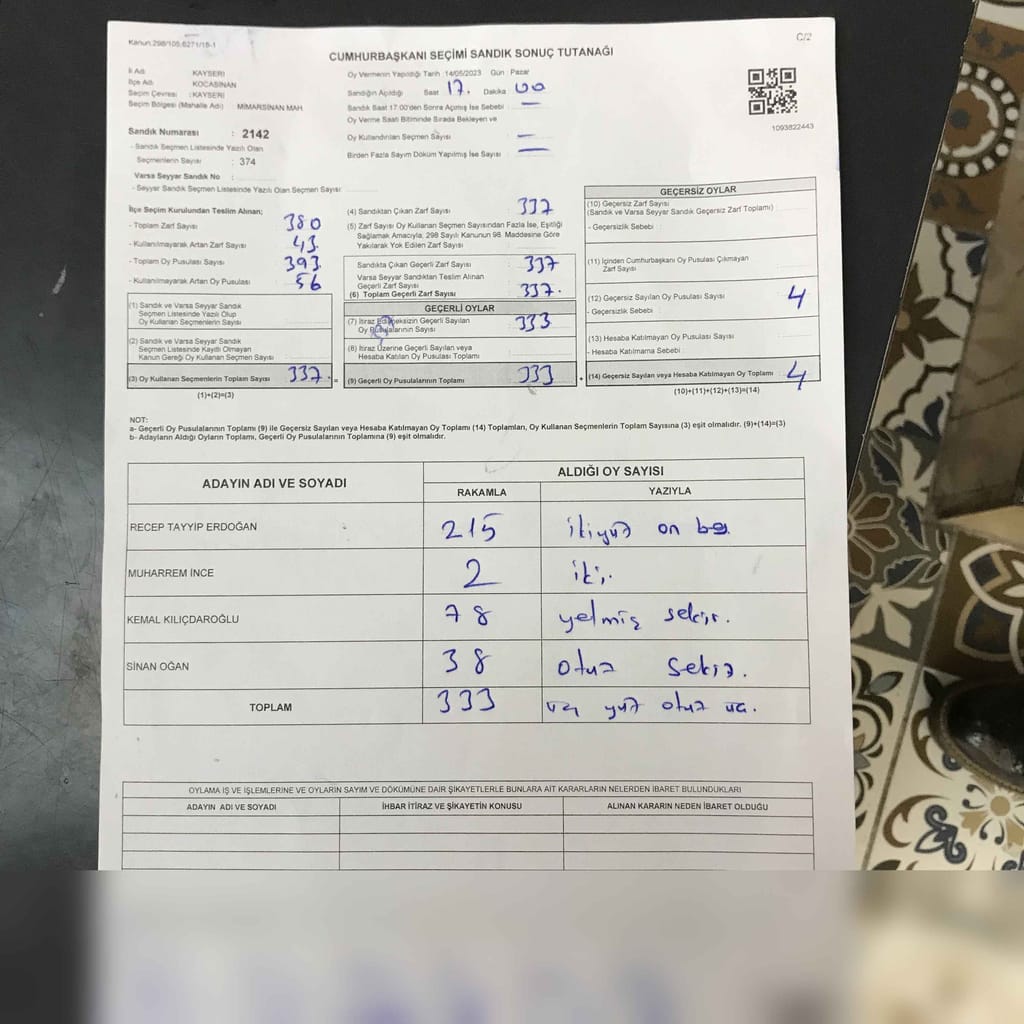 Kanun:298/105,6271/18-1
C/2
CUMHURBAŞKANI SEÇİMİ SANDIK SONUÇ TUTANAĞI
İl Adı KAYSERİ
İlçe Adı KOCASİNAN
Seçim Çevresi : KAYSERİ
Seçim Bölgesi (Mahalle Adı) MİMARSİNAN MAH.
Sandık Numarası : 2142
- Sandık Seçmen Listesinde Yazılı Olan
Seçmenlerin Sayısı : 374
Varsa Seyyar Sandık No :
- Seyyar Sandık Seçmen Listesinde Yazılı Olan Seçmen Sayısı
Oy Vermenin Yapıldığı Tarih 14/05/2023 Gün Pazar
Sandığın Açıldığı Saat 17. Dakika 00
Sandık Saat 17:00'den Sonra Açılmış İse Sebebi : —
Oy Verme Saati Bitiminde Sırada Bekleyen ve
Oy Kullandırılan Seçmen Sayısı —
Birden Fazla Sayım Döküm Yapılmış İse Sayısı —
1093822443
İlçe Seçim Kurulundan Teslim Alınan;
- Toplam Zarf Sayısı 380
- Kullanılmayarak Artan Zarf Sayısı 43
- Toplam Oy Pusulası Sayısı 393
- Kullanılmayarak Artan Oy Pusulası 56
(1) Sandık ve Varsa Seyyar Sandık
Seçmen Listesinde Yazılı Olup
Oy Kullanan Seçmenlerin Sayısı
(2) Sandık ve Varsa Seyyar Sandık
Seçmen Listesinde Kayıtlı Olmayan
Kanun Gereği Oy Kullanan Seçmen Sayısı
(3) Oy Kullanan Seçmenlerin Toplam Sayısı 337
(1)+(2)=(3)
=
(4) Sandıktan Çıkan Zarf Sayısı 337
(5) Zarf Sayısı Oy Kullanan Seçmen Sayısından Fazla İse, Eşitliği
Sağlamak Amacıyla, 298 Sayılı Kanunun 98. Maddesine Göre
Yakılarak Yok Edilen Zarf Sayısı
Sandıkta Çıkan Geçerli Zarf Sayısı 337
Varsa Seyyar Sandıktan Teslim Alınan
Geçerli Zarf Sayısı
(6) Toplam Geçerli Zarf Sayısı 337.
GEÇERLİ OYLAR
(7) İtiraz Edilmeksizin Geçerli Sayılan
Oy Pusulalarının Sayısı 333
(8) İtiraz Üzerine Geçerli Sayılan veya
Hesaba Katılan Oy Pusulası Toplamı
(9) Geçerli Oy Pusulalarının Toplamı 333
+
GEÇERSİZ OYLAR
(10) Geçersiz Zarf Sayısı
(Sandık ve Varsa Seyyar Sandık Geçersiz Zarf Toplamı)
- Geçersizlik Sebebi :
(11) İçinden Cumhurbaşkanı Oy Pusulası Çıkmayan
Zarf Sayısı
(12) Geçersiz Sayılan Oy Pusulası Sayısı 4
- Geçersizlik Sebebi :
(13) Hesaba Katılmayan Oy Pusulası Sayısı
- Hesaba Katılmama Sebebi
(14) Geçersiz Sayılan veya Hesaba Katılmayan Oy Toplamı 4
(10)+(11)+(12)+(13)=(14)
NOT:
a- Geçerli Oy Pusulalarının Toplamı (9) ile Geçersiz Sayılan veya Hesaba Katılmayan Oy Toplamı (14) Toplamları, Oy Kullanan Seçmenlerin Toplam Sayısına (3) eşit olmalıdır. (9)+(14)=(3)
b- Adayların Aldığı Oyların Toplamı, Geçerli Oy Pusulalarının Toplamına (9) eşit olmalıdır.
ADAYIN ADI VE SOYADI ALDIĞI OY SAYISI
RAKAMLA YAZIYLA
RECEP TAYYİP ERDOĞAN 215 ikiyüz on beş
MUHARREM İNCE 2 iki.
KEMAL KILIÇDAROĞLU 78 yetmiş sekiz.
SİNAN OĞAN 38 otuz sekiz.
TOPLAM 333 üç yüz otuz üç.
OYLAMA İŞ VE İŞLEMLERİNE VE OYLARIN SAYIM VE DÖKÜMÜNE DAİR ŞİKAYETLERLE BUNLARA AİT KARARLARIN NELERDEN İBARET BULUNDUKLARI
ADAYIN ADI VE SOYADI İHBAR İTİRAZ VE ŞİKAYETİN KONUSU ALINAN KARARIN NEDEN İBARET OLDUĞU